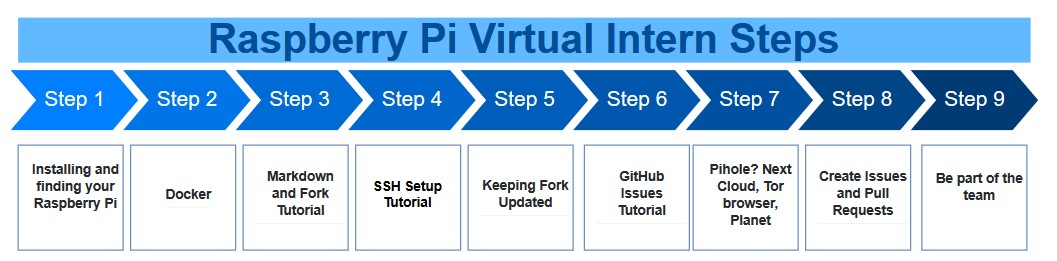 Raspberry Pi Virtual Intern Steps
Step 1
Step 2
Step 3
Step 4
Step 5
Step 6
Step 7
Step 8
Step 9
Installing and
finding your
Raspberry Pi
Docker
Markdown
and Fork
Tutorial
SSH Setup
Tutorial
Keeping Fork
Updated
GitHub
Issues
Tutorial
Pihole? Next
Cloud, Tor
browser,
Planet
Create Issues
and Pull
Requests
Be part of the
team